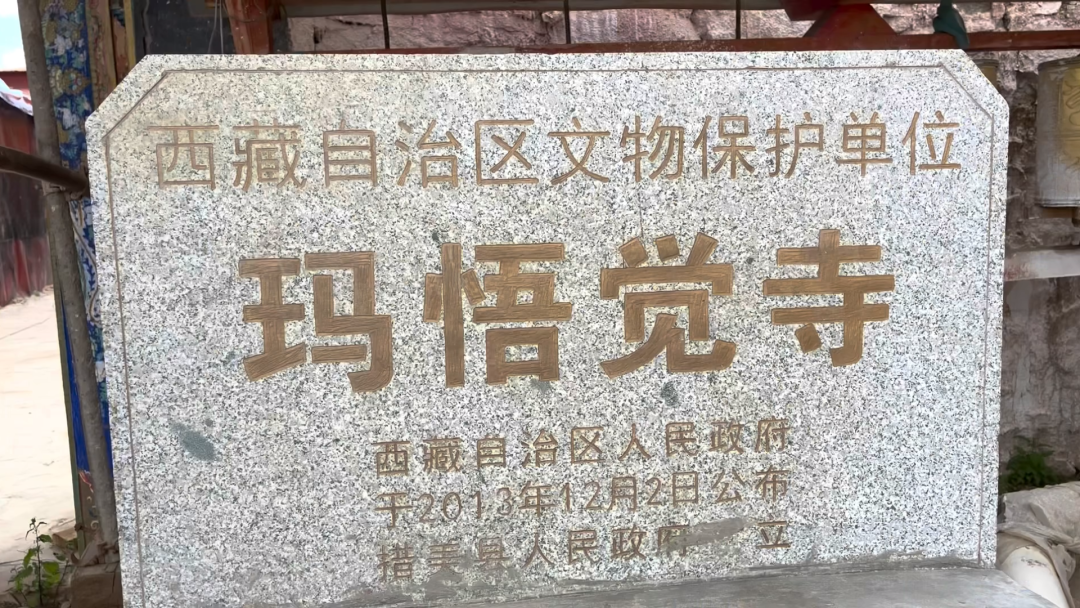 西藏自治区文物保护单位
玛悟觉寺
西藏自治区人民政府
于2013年12月2日公布
措美县人民政府 立